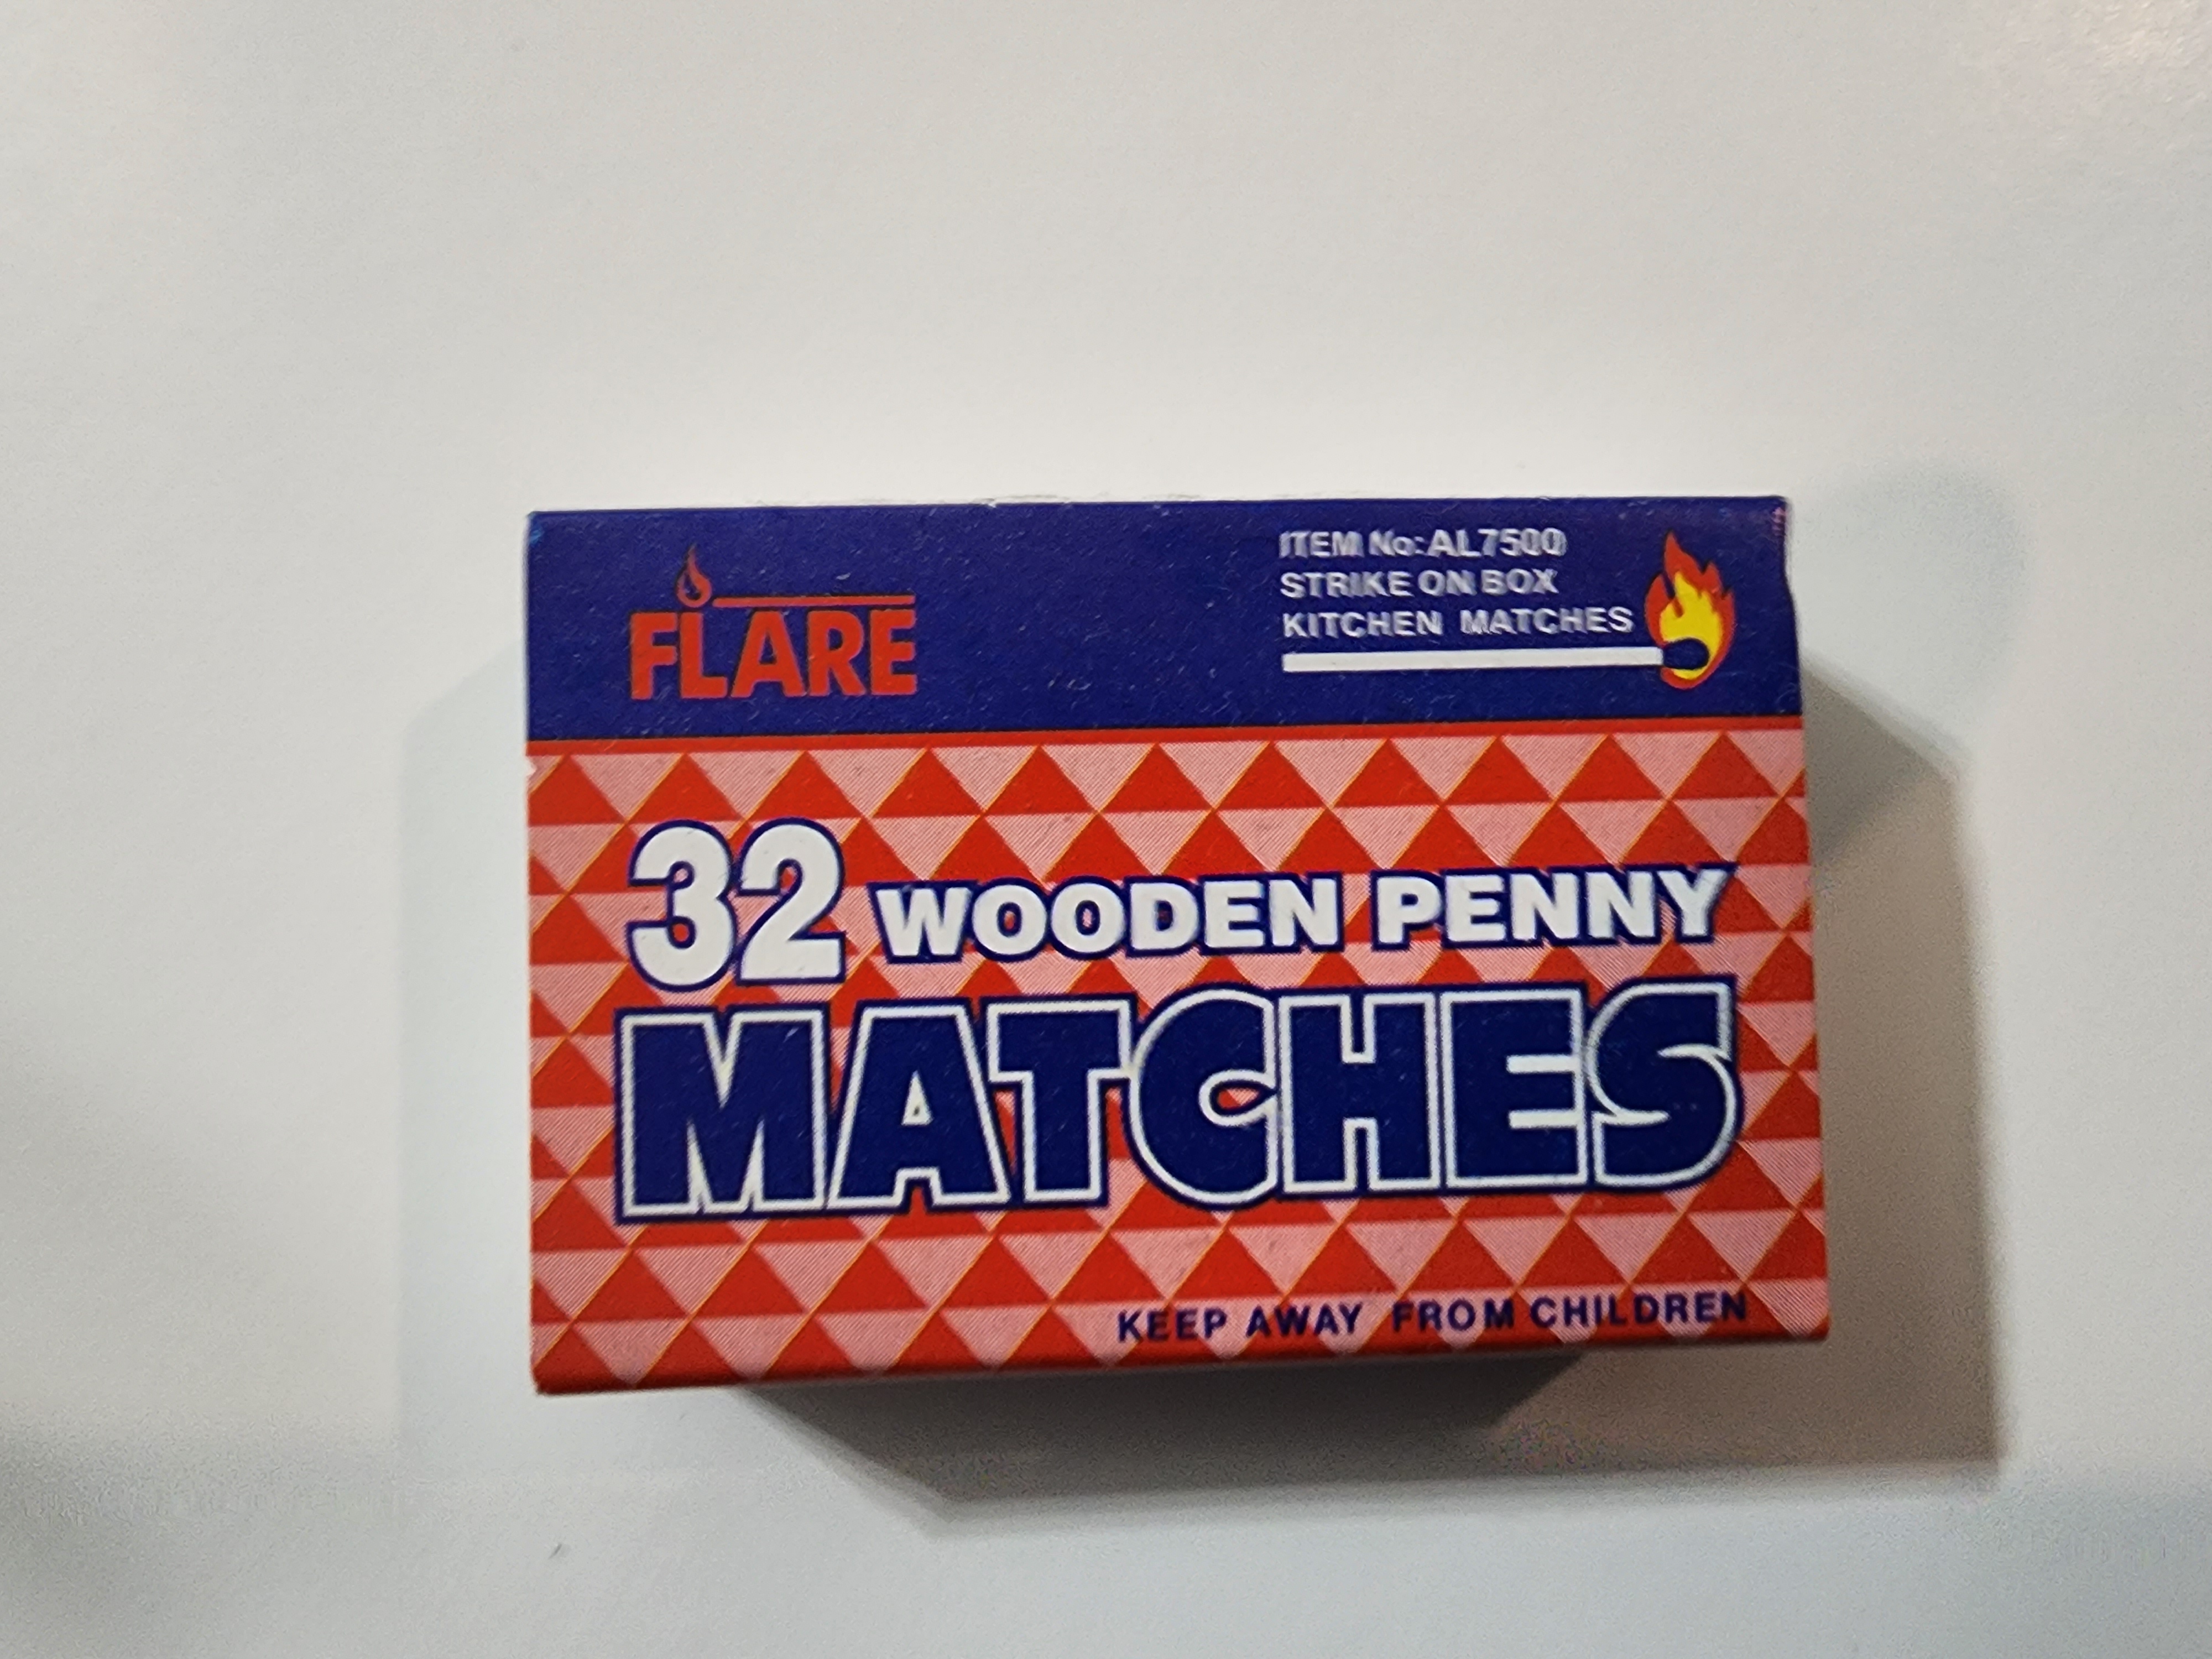 FLARE
ITEM No:AL7500
STRIKE ON BOX
KITCHEN MATCHES
32 WOODEN PENNY
MATCHES
KEEP AWAY FROM CHILDREN